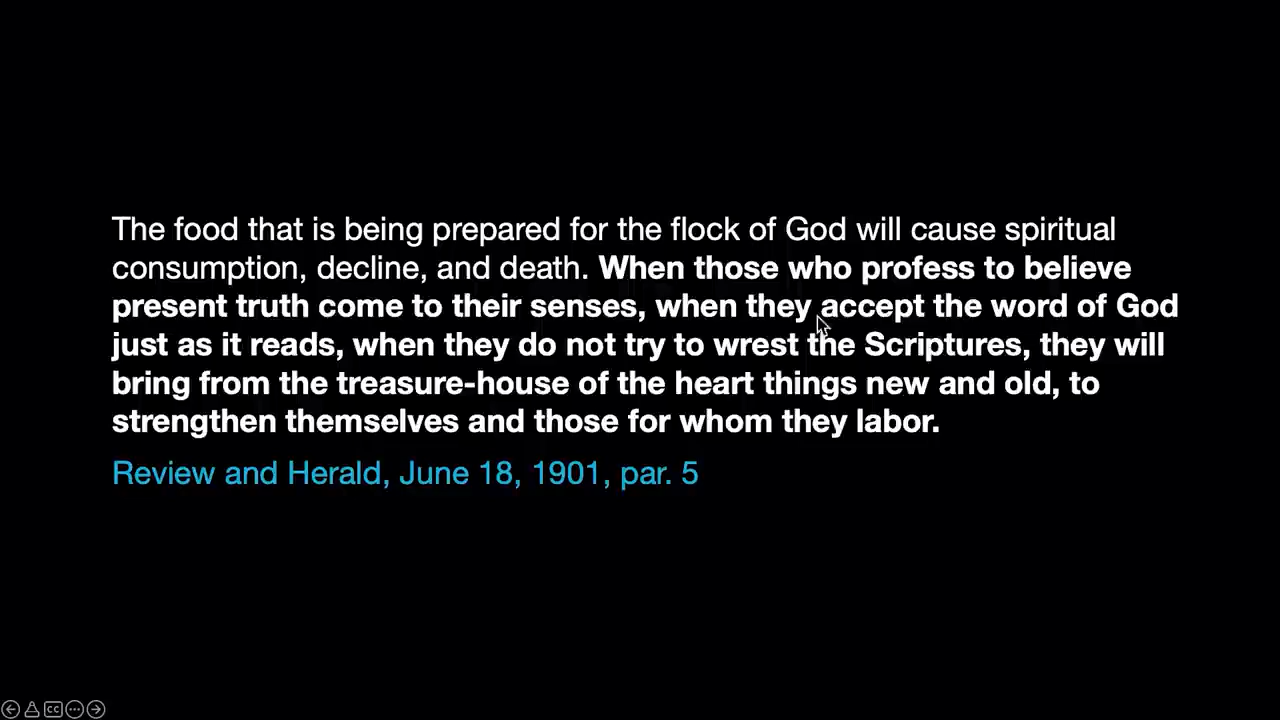 The food that is being prepared for the flock of God will cause spiritual
consumption, decline, and death. When those who profess to believe
present truth come to their senses, when they accept the word of God
just as it reads, when they do not try to wrest the Scriptures, they will
bring from the treasure-house of the heart things new and old, to
strengthen themselves and those for whom they labor.
Review and Herald, June 18, 1901, par. 5
CC